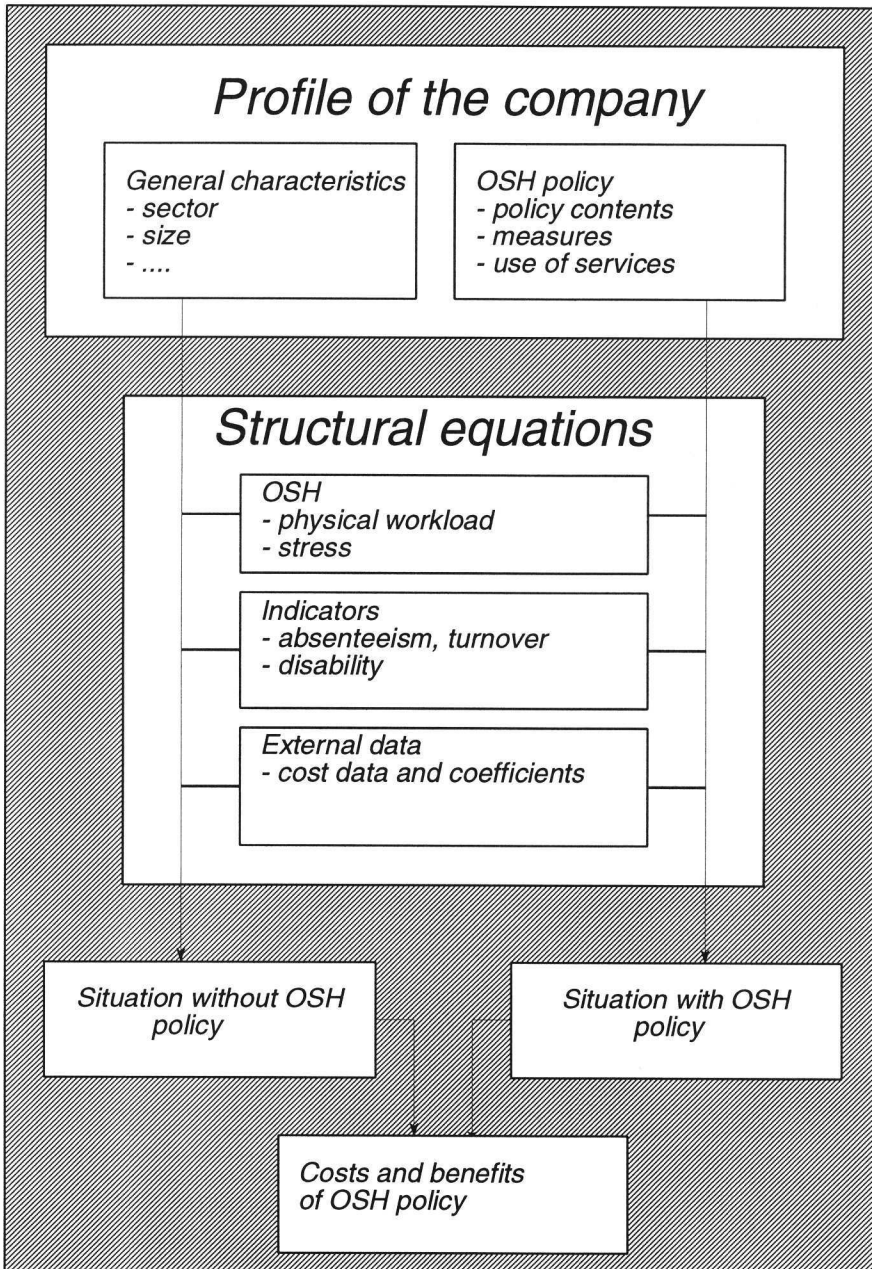 Profile of the company
General characteristics
- sector
- size
- ....
OSH policy
- policy contents
- measures
- use of services
Structural equations
OSH
- physical workload
- stress
Indicators
- absenteeism, turnover
- disability
External data
- cost data and coefficients
Situation without OSH
policy
Situation with OSH
policy
Costs and benefits
of OSH policy